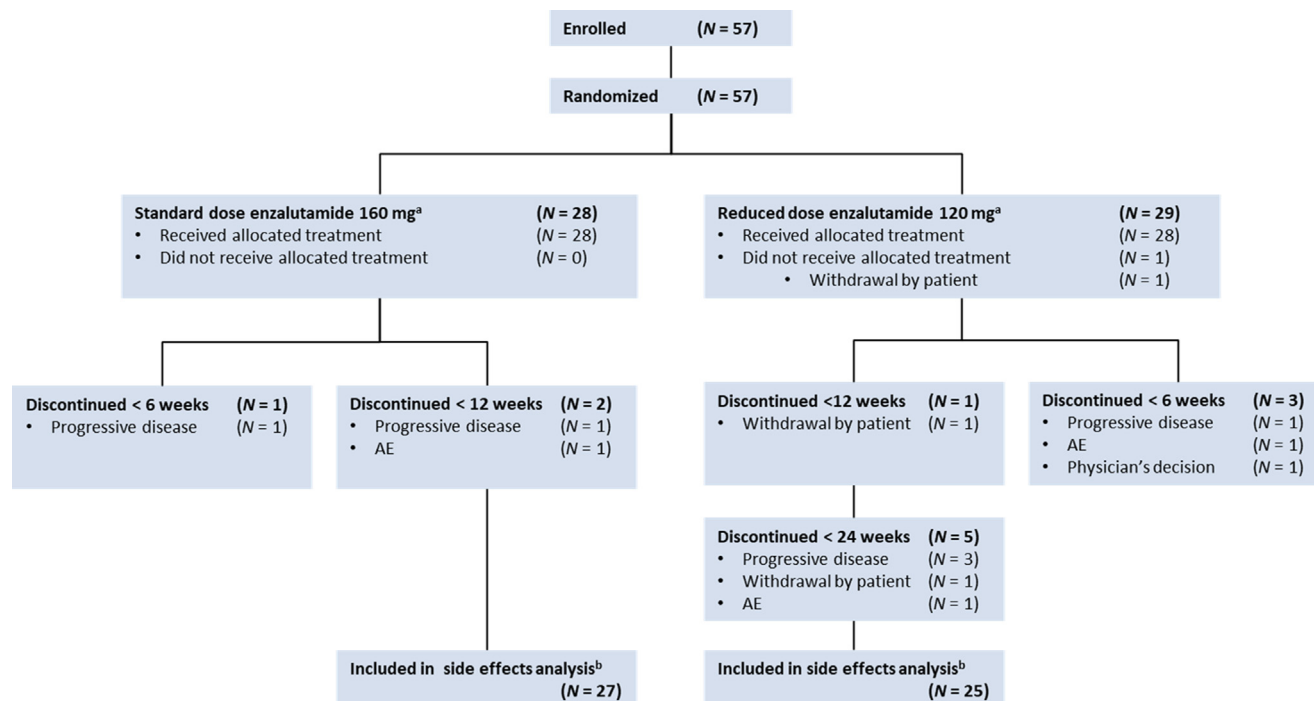 Enrolled (N = 57)
Randomized (N = 57)
Standard dose enzalutamide 160 mgᵃ (N = 28)
• Received allocated treatment (N = 28)
• Did not receive allocated treatment (N = 0)
Reduced dose enzalutamide 120 mgᵃ (N = 29)
• Received allocated treatment (N = 28)
• Did not receive allocated treatment (N = 1)
• Withdrawal by patient (N = 1)
Discontinued < 6 weeks (N = 1)
• Progressive disease (N = 1)
Discontinued < 12 weeks (N = 2)
• Progressive disease (N = 1)
• AE (N = 1)
Discontinued <12 weeks (N = 1)
• Withdrawal by patient (N = 1)
Discontinued < 6 weeks (N = 3)
• Progressive disease (N = 1)
• AE (N = 1)
• Physician’s decision (N = 1)
Discontinued < 24 weeks (N = 5)
• Progressive disease (N = 3)
• Withdrawal by patient (N = 1)
• AE (N = 1)
Included in side effects analysisᵇ
(N = 27)
Included in side effects analysisᵇ
(N = 25)